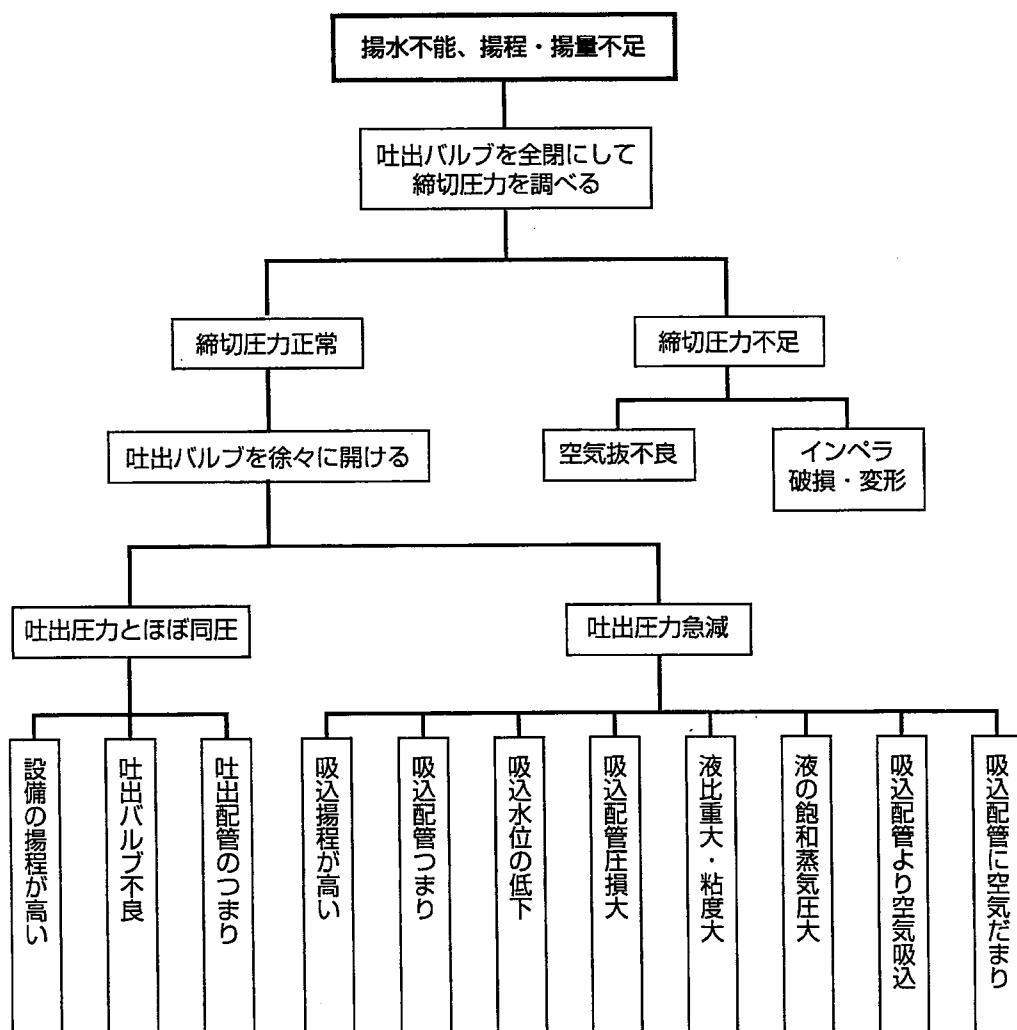 揚水不能、揚程・揚量不足
吐出バルブを全閉にして
締切圧力を調べる
締切圧力正常
締切圧力不足
吐出バルブを徐々に開ける
空気抜不良
インペラ
破損・変形
吐出圧力とほぼ同圧
吐出圧力急減
設備の揚程が高い
吐出バルブ不良
吐出配管のつまり
吸込揚程が高い
吸込配管つまり
吸込水位の低下
吸込配管圧損大
液比重大・粘度大
液の飽和蒸気圧大
吸込配管より空気吸込
吸込配管に空気だまり